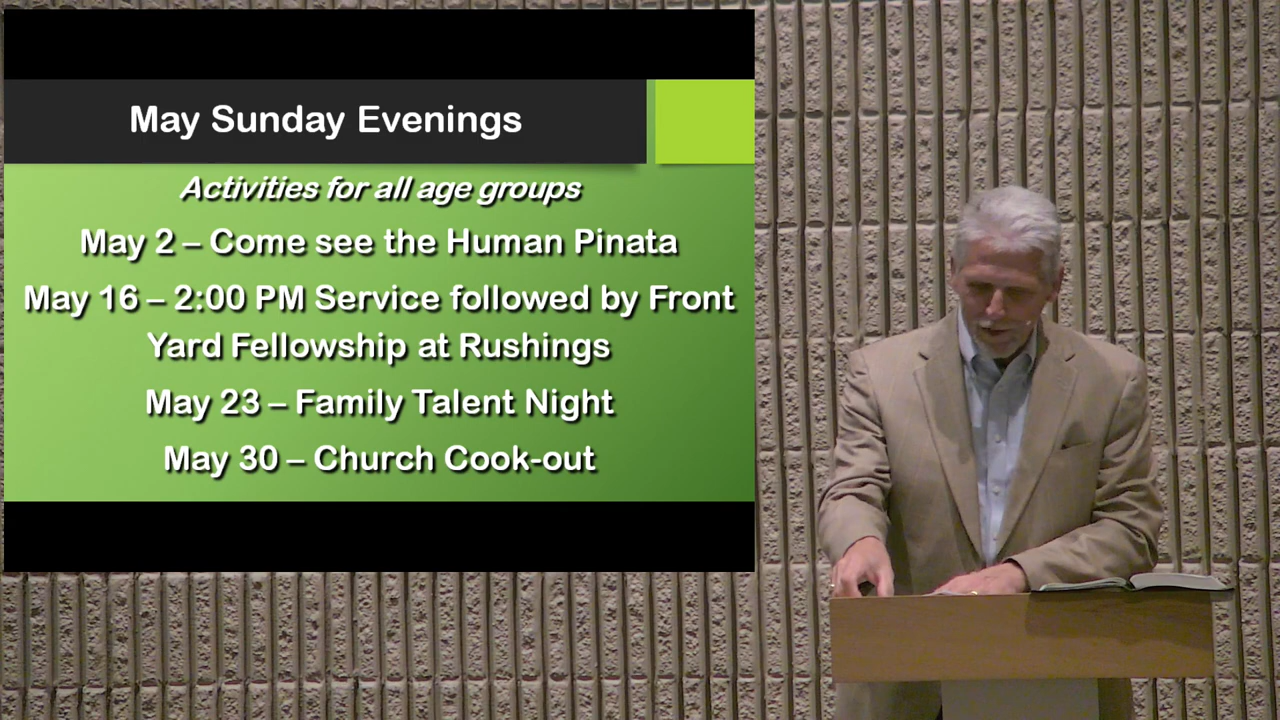 May Sunday Evenings
Activities for all age groups
May 2 – Come see the Human Pinata
May 16 – 2:00 PM Service followed by Front
Yard Fellowship at Rushings
May 23 – Family Talent Night
May 30 – Church Cook-out